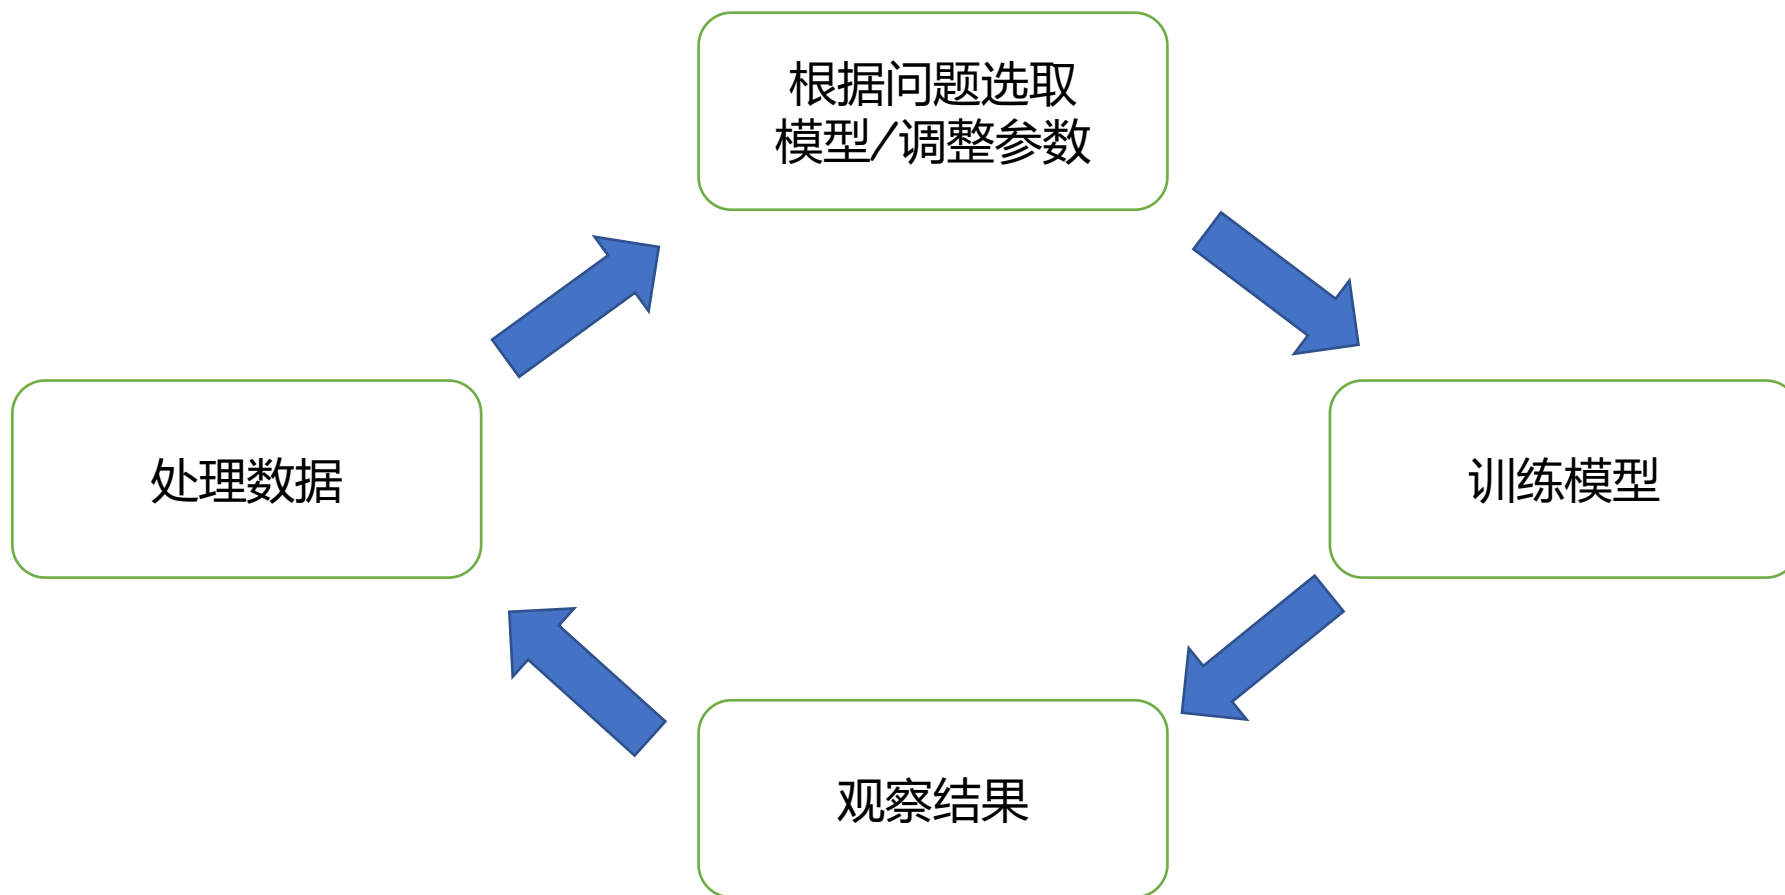 根据问题选取
模型/调整参数
处理数据
训练模型
观察结果